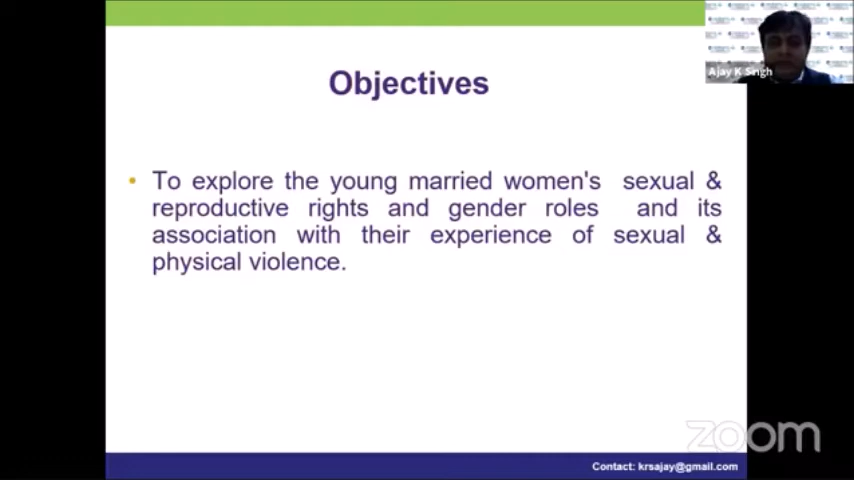 Objectives
Ajay K Singh
• To explore the young married women's sexual &
reproductive rights and gender roles and its
association with their experience of sexual &
physical violence.
zoom
Contact: krsajay@gmail.com